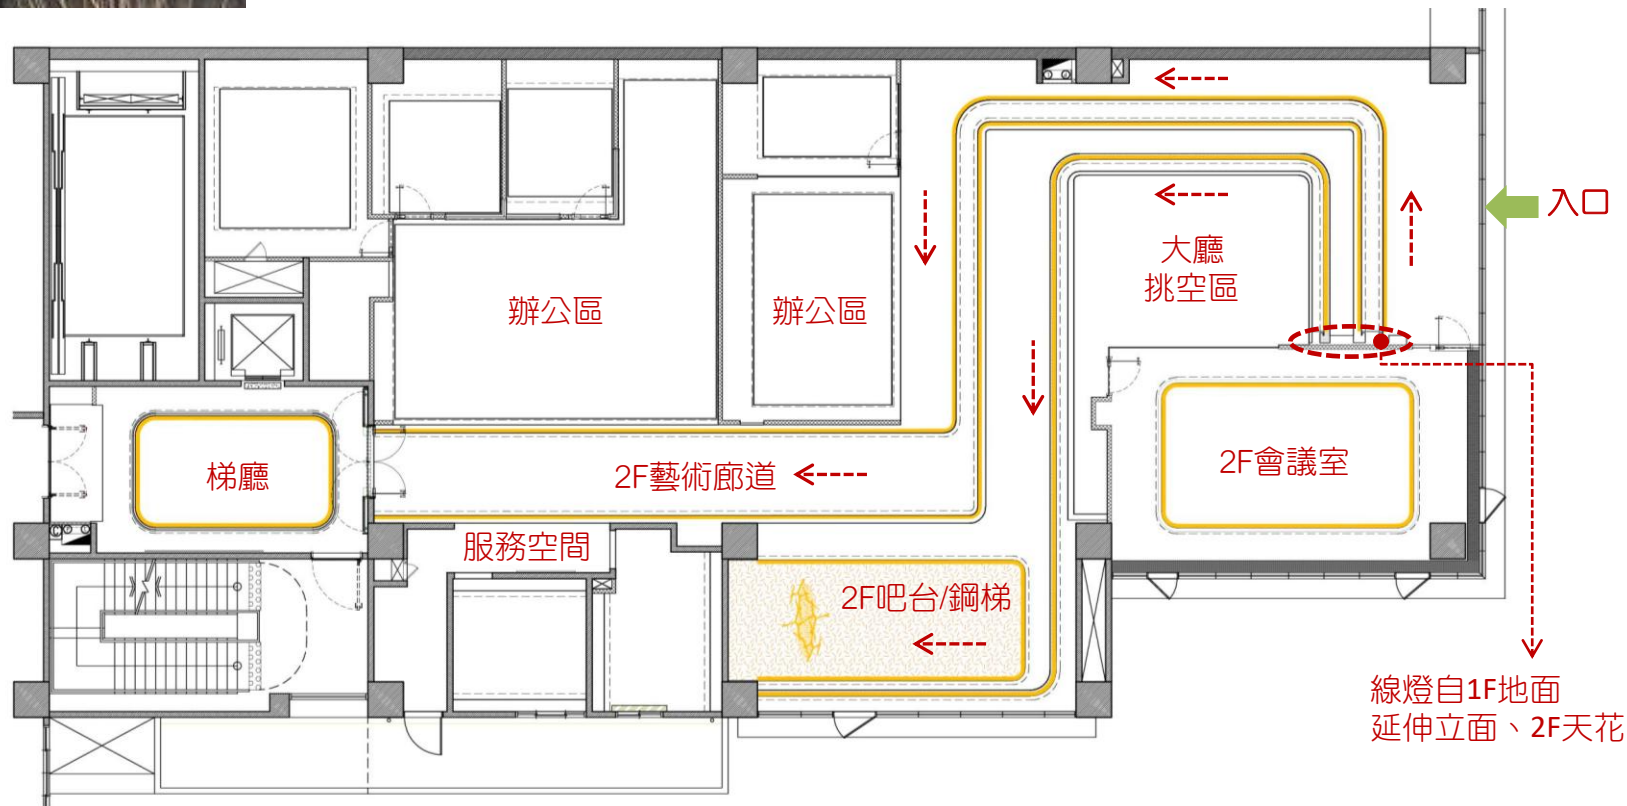 入口
大廳
挑空區
辦公區
辦公區
梯廳
2F藝術廊道
2F會議室
服務空間
2F吧台/鋼梯
線燈自1F地面
延伸立面、2F天花